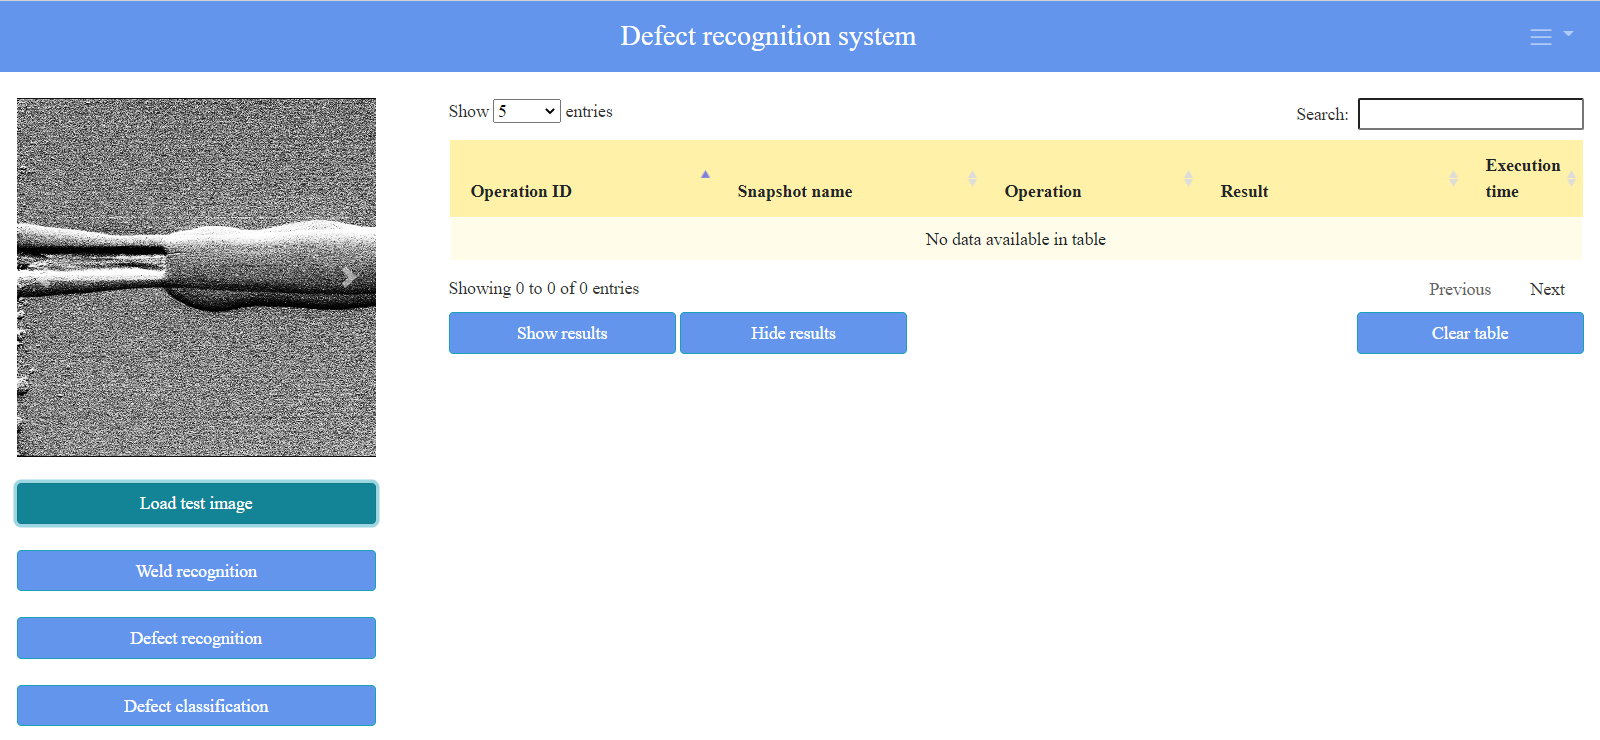 Defect recognition system
Show 5 entries
Search:
Operation ID
Snapshot name
Operation
Result
Execution
time
No data available in table
Showing 0 to 0 of 0 entries
Previous
Next
Show results
Hide results
Clear table
Load test image
Weld recognition
Defect recognition
Defect classification